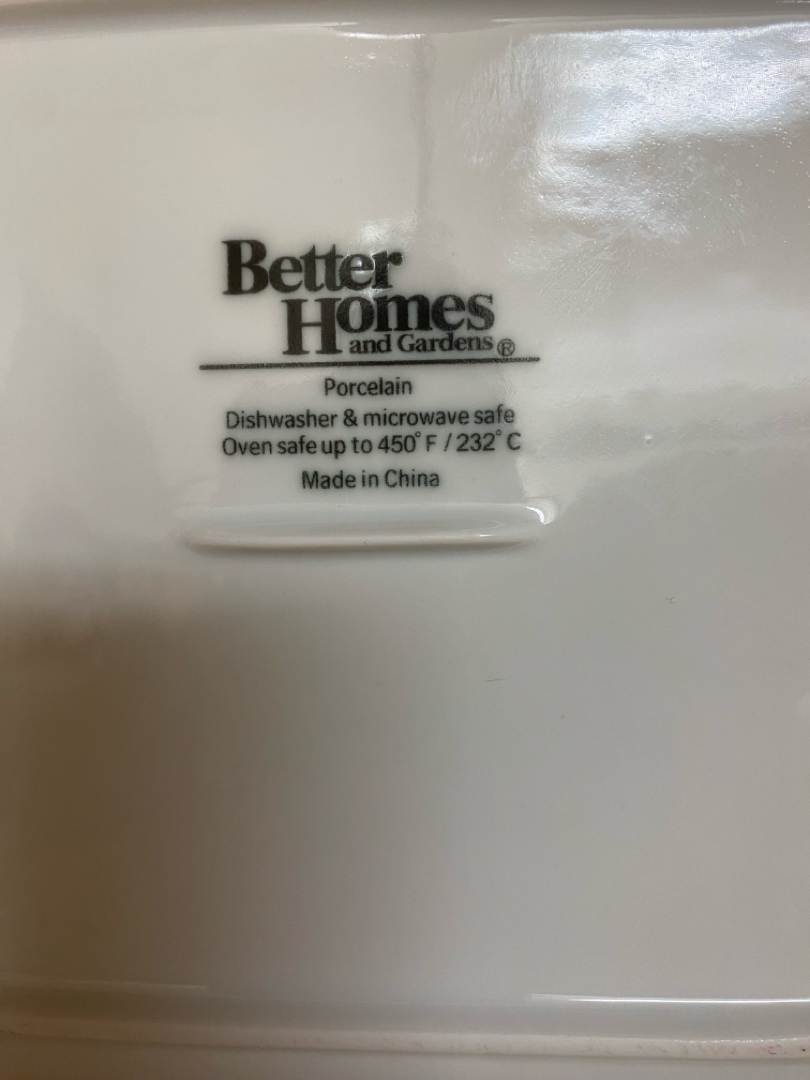 Better
Homes
and Gardens®
Porcelain
Dishwasher & microwave safe
Oven safe up to 450° F / 232° C
Made in China